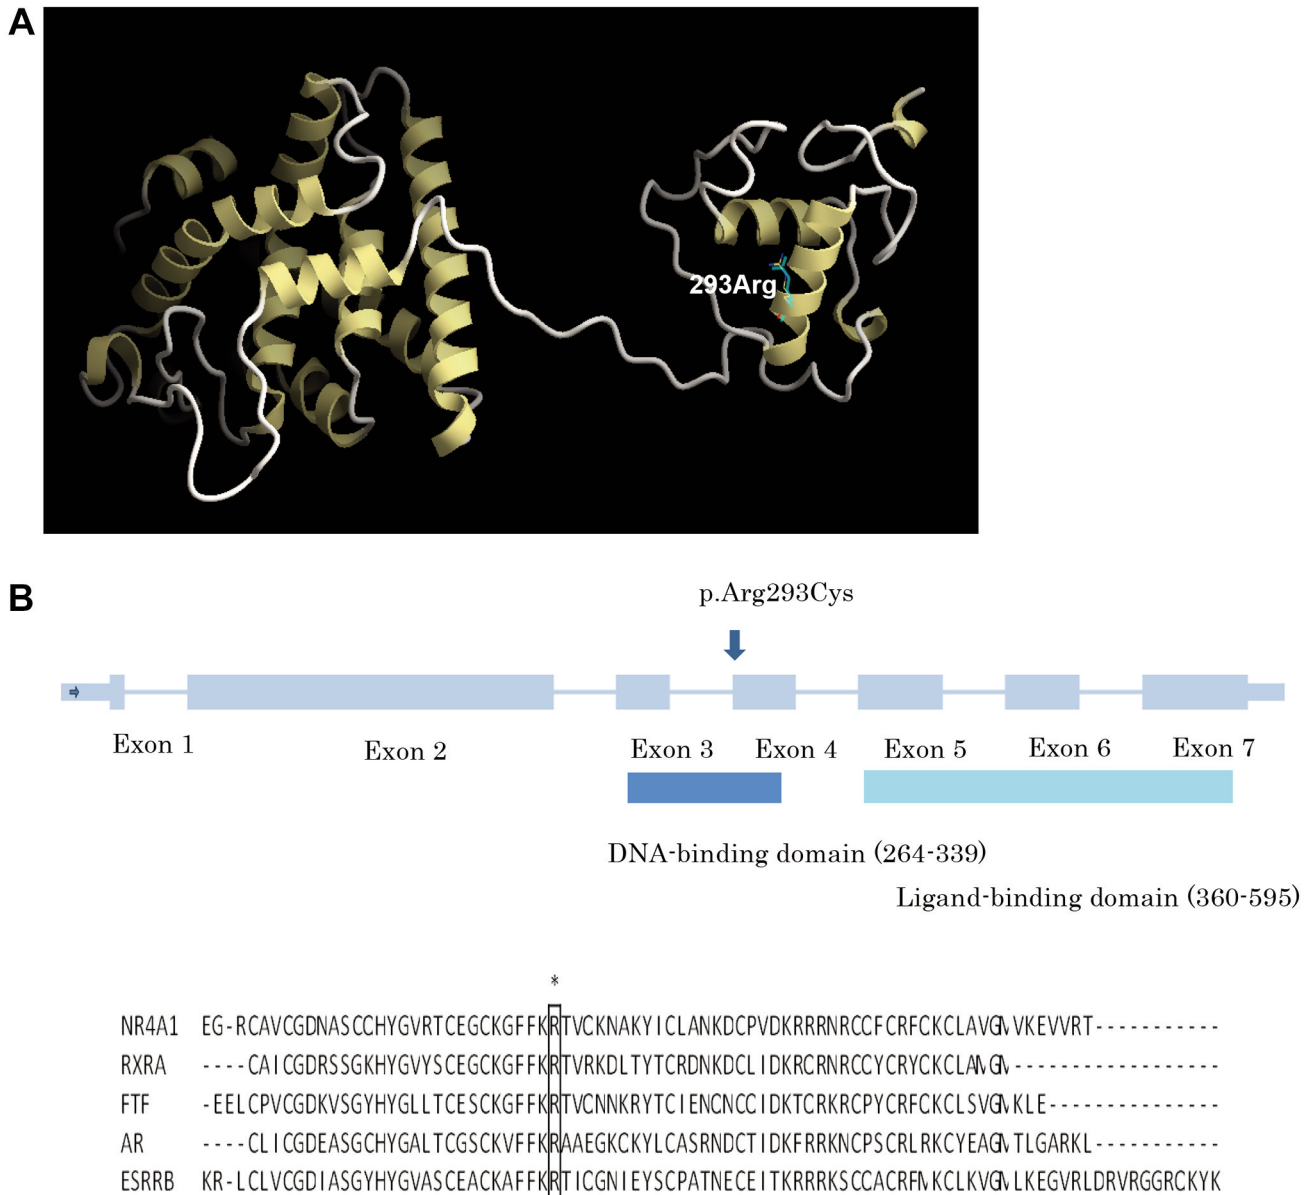 A
293Arg
B
p.Arg293Cys
Exon 1
Exon 2
Exon 3
Exon 4
Exon 5
Exon 6
Exon 7
DNA-binding domain (264-339)
Ligand-binding domain (360-595)
*
NR4A1 EG-RCAVCGDNASCCHYGVRTCEGCKGFFKRTVCKNAKYICLANKDCPVDKRRRNRCCFCRFCKCLAVGMVKEVVRT-----------
RXRA ----CAICGDRSSGKHYGVYSCEGCKGFFKRTVRKDLTYTCRDNKDCLIDKRCRNRCCYCRYCKCLAMGM--------------------
FTF -EELCPVCGDKVSGYHYGLLTCESCKGFFKRTVCNNKRYTCIENCNCCIDKTCRKRCPYCRFCKCLSVGMKLE---------------
AR ----CLICGDEASGCHYGALTCGSCKVFFKRAAEGKCKYLCASRNDCTIDKFRRKNCPSCRLRKCYEAGMTLGARKL-----------
ESRRB KR-LCLVCGDIASGYHYGVASCEACKAFFKRTICGNIEYSCPATNECEITKRRRKSCCACRFMKCLKVGMLKEGVRLDRVRGGRCKYK